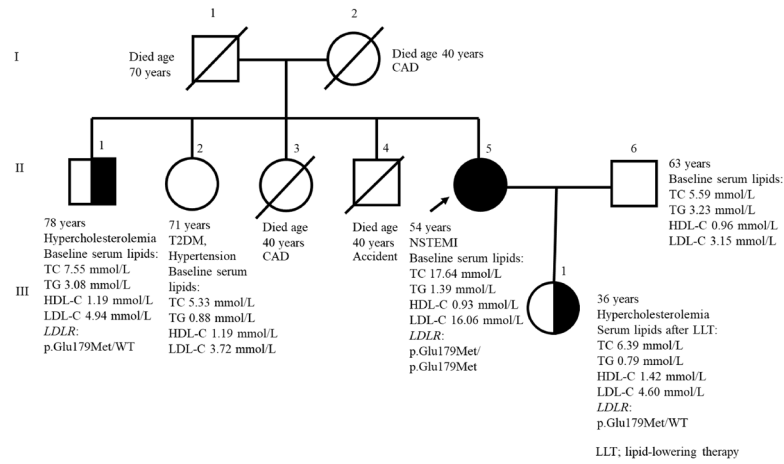 1
2
I
Died age
70 years
Died age 40 years
CAD
II
1
2
3
4
5
6
63 years
Baseline serum lipids:
TC 5.59 mmol/L
TG 3.23 mmol/L
HDL-C 0.96 mmol/L
LDL-C 3.15 mmol/L
78 years
Hypercholesterolemia
Baseline serum lipids:
TC 7.55 mmol/L
TG 3.08 mmol/L
HDL-C 1.19 mmol/L
LDL-C 4.94 mmol/L
LDLR:
p.Glu179Met/WT
71 years
T2DM,
Hypertension
Baseline serum
lipids:
TC 5.33 mmol/L
TG 0.88 mmol/L
HDL-C 1.19 mmol/L
LDL-C 3.72 mmol/L
Died age
40 years
CAD
Died age
40 years
Accident
54 years
NSTEMI
Baseline serum lipids:
TC 17.64 mmol/L
TG 1.39 mmol/L
HDL-C 0.93 mmol/L
LDL-C 16.06 mmol/L
LDLR:
p.Glu179Met/
p.Glu179Met
III
1
36 years
Hypercholesterolemia
Serum lipids after LLT:
TC 6.39 mmol/L
TG 0.79 mmol/L
HDL-C 1.42 mmol/L
LDL-C 4.60 mmol/L
LDLR:
p.Glu179Met/WT
LLT; lipid-lowering therapy